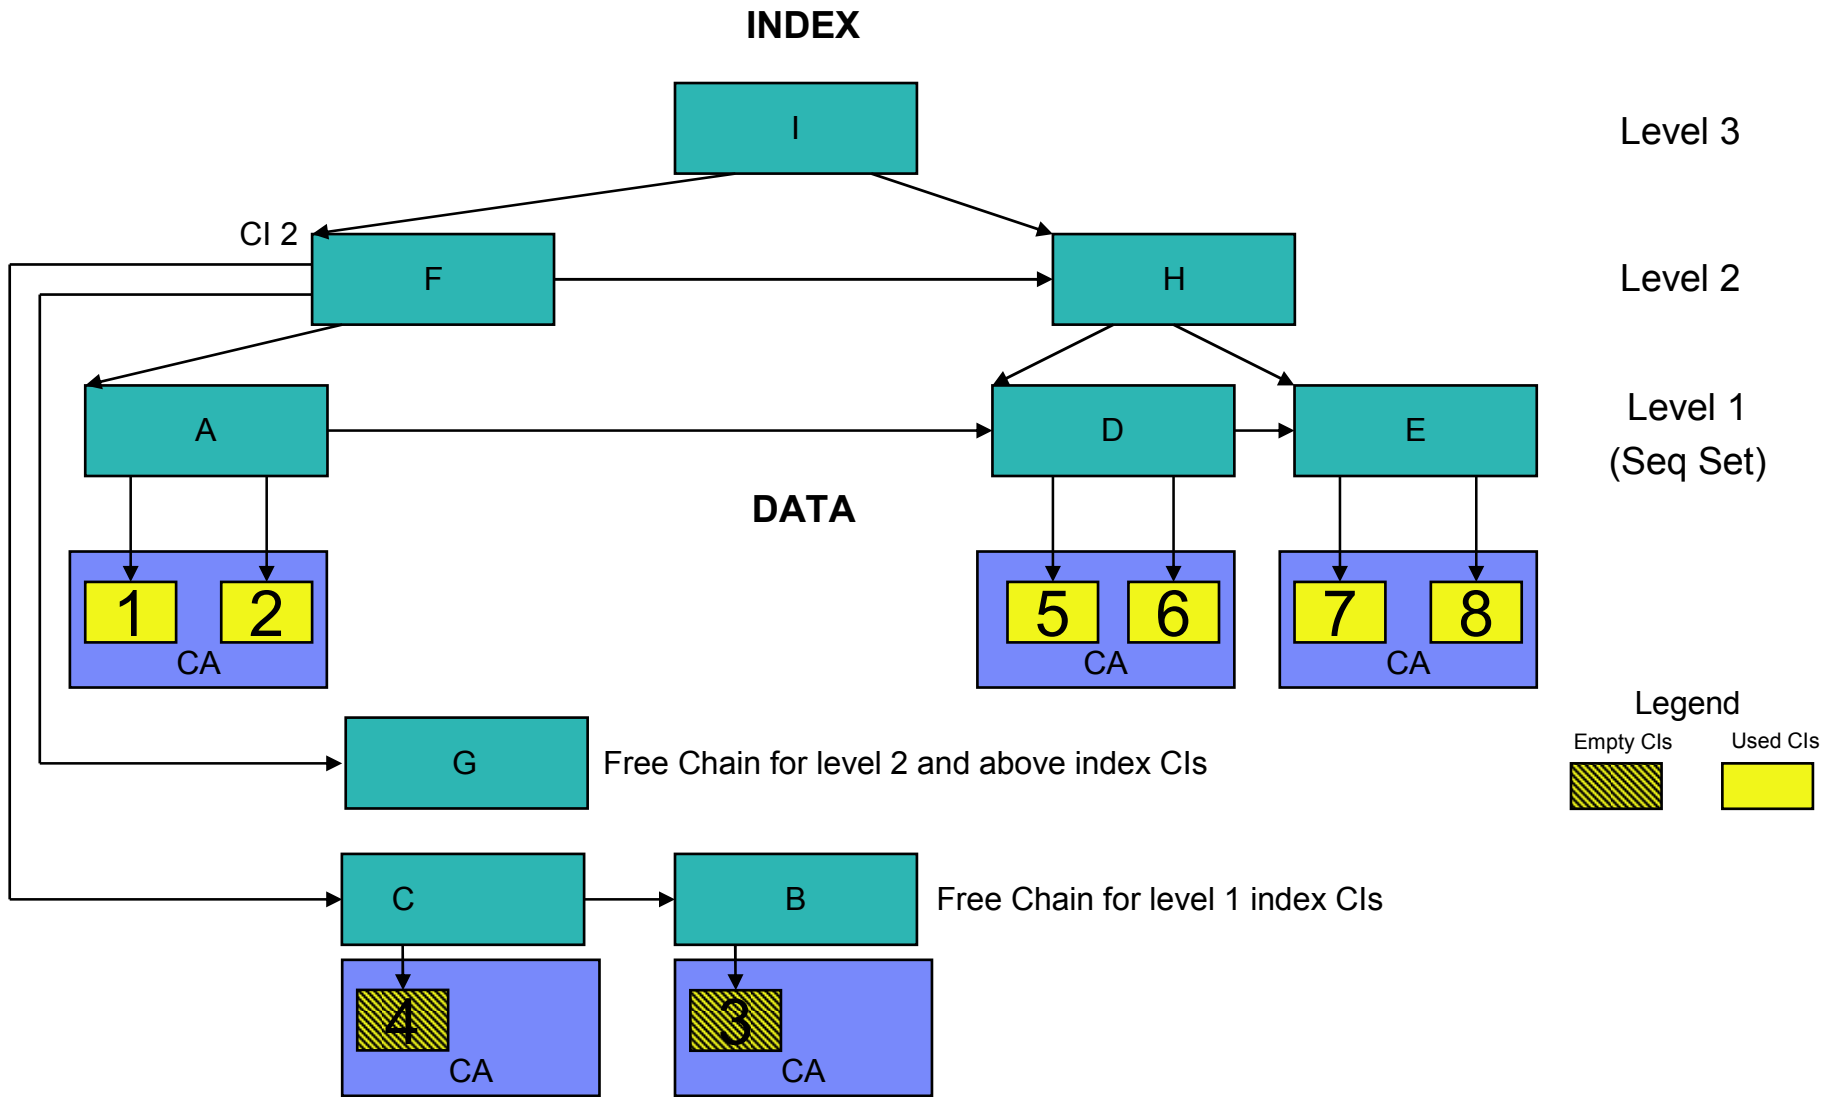 INDEX
I
Level 3
CI 2
F
H
Level 2
A
D
E
Level 1
(Seq Set)
DATA
1
2
5
6
7
8
CA
CA
CA
Legend
Empty CIs
Used CIs
G
Free Chain for level 2 and above index CIs
C
B
Free Chain for level 1 index CIs
4
3
CA
CA